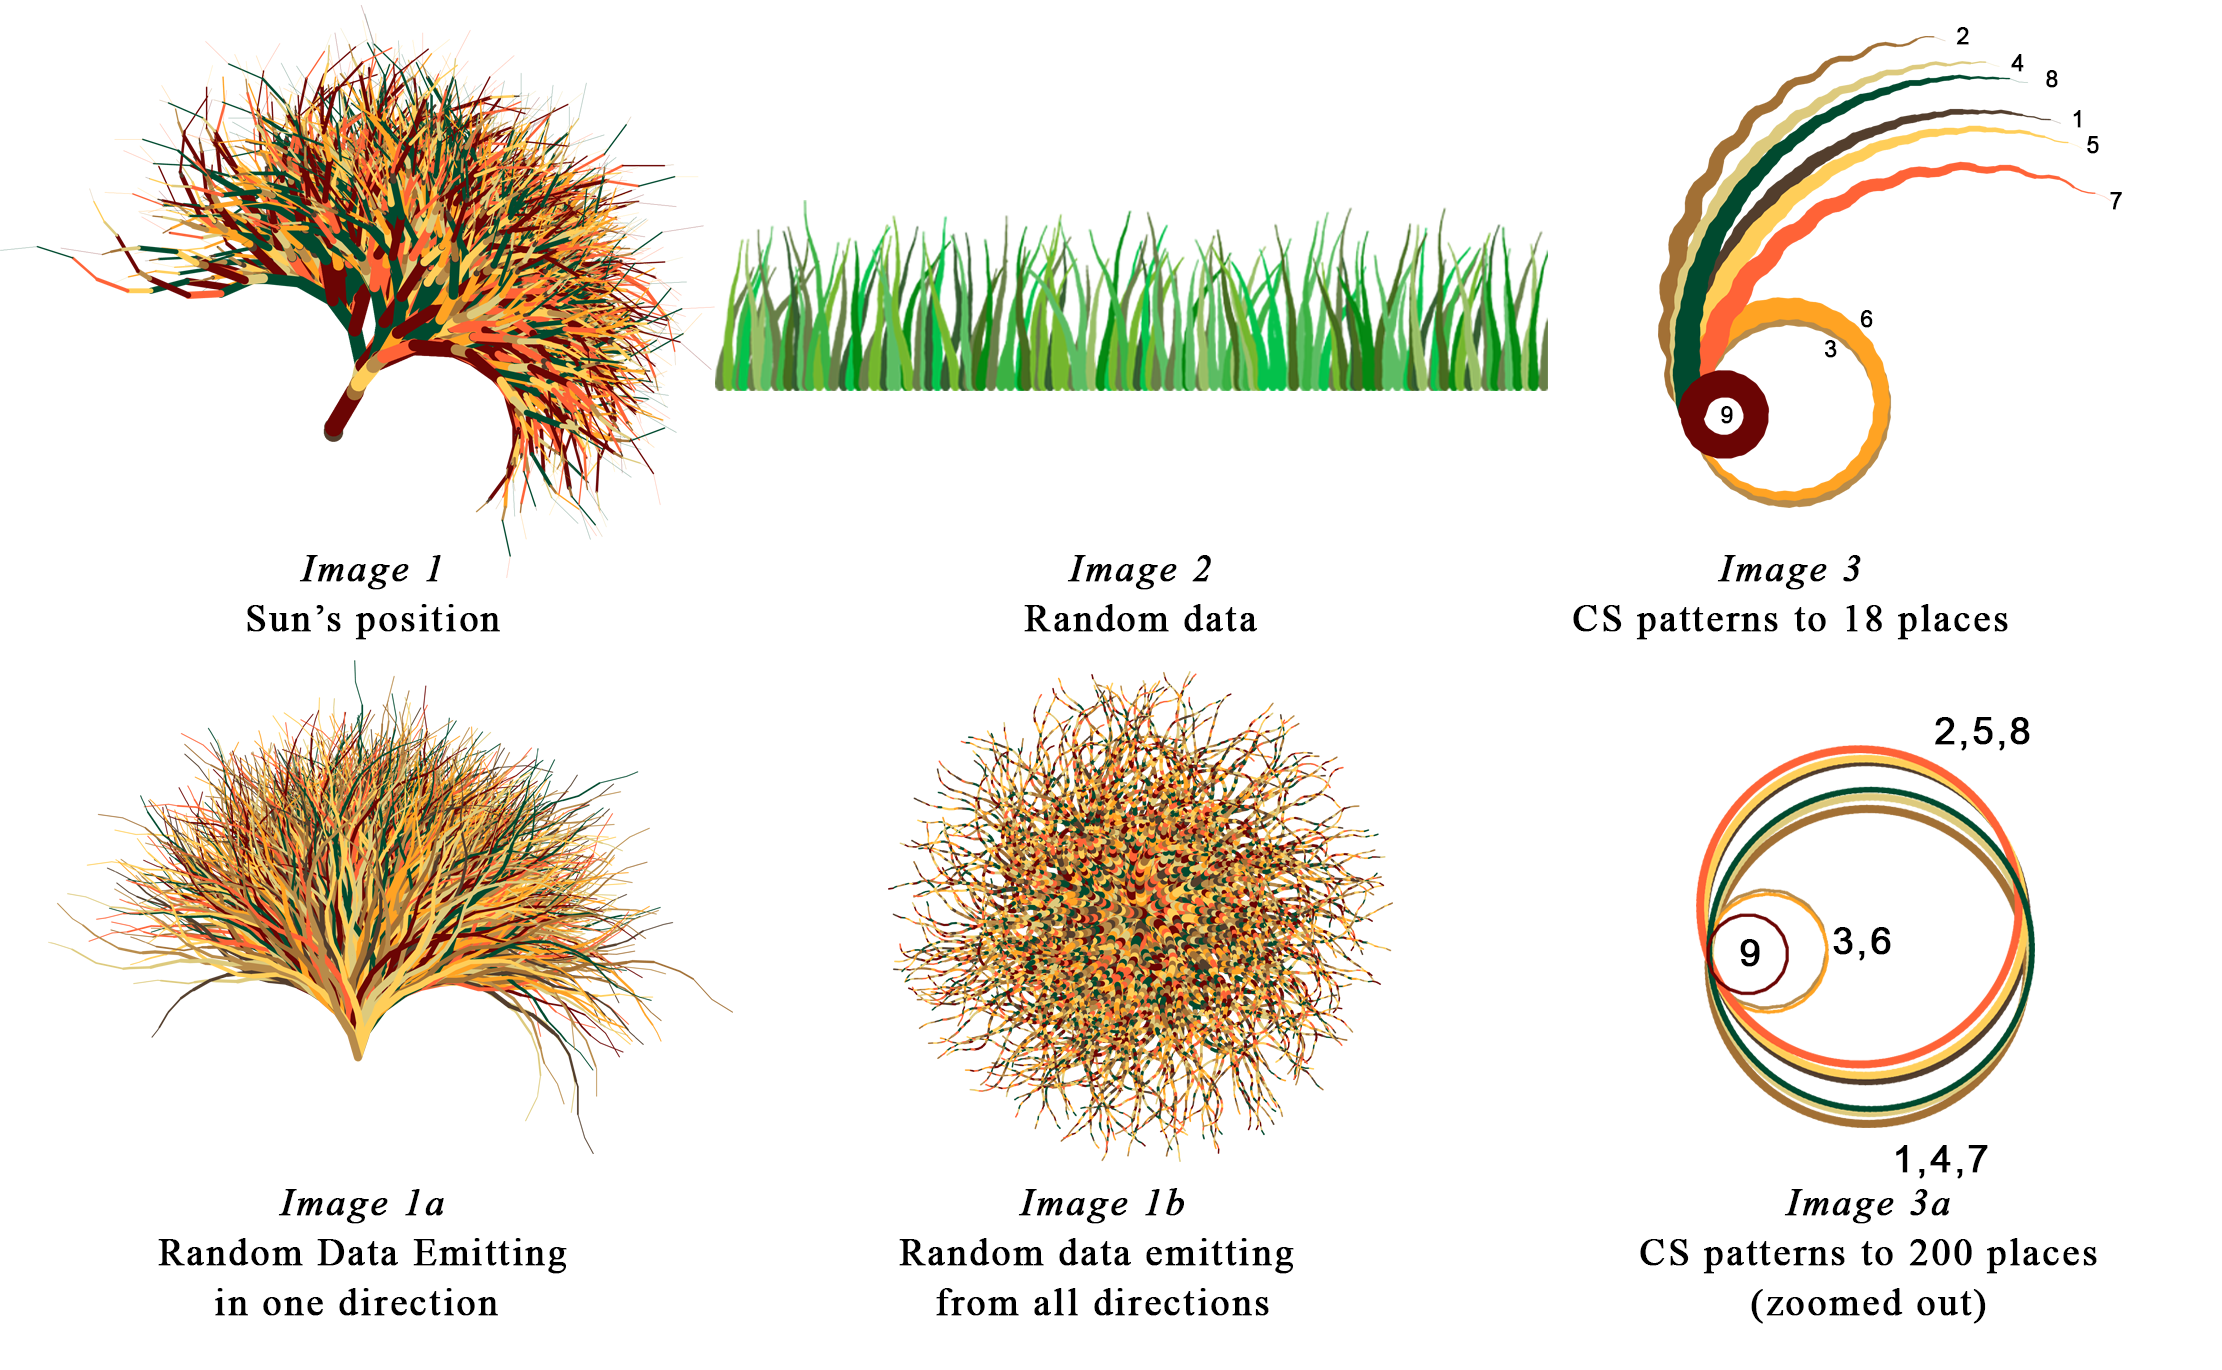 2
4
8
1
5
7
6
3
9
Image 1
Sun’s position
Image 2
Random data
Image 3
CS patterns to 18 places
2,5,8
9
3,6
1,4,7
Image 1a
Random Data Emitting
in one direction
Image 1b
Random data emitting
from all directions
Image 3a
CS patterns to 200 places
(zoomed out)